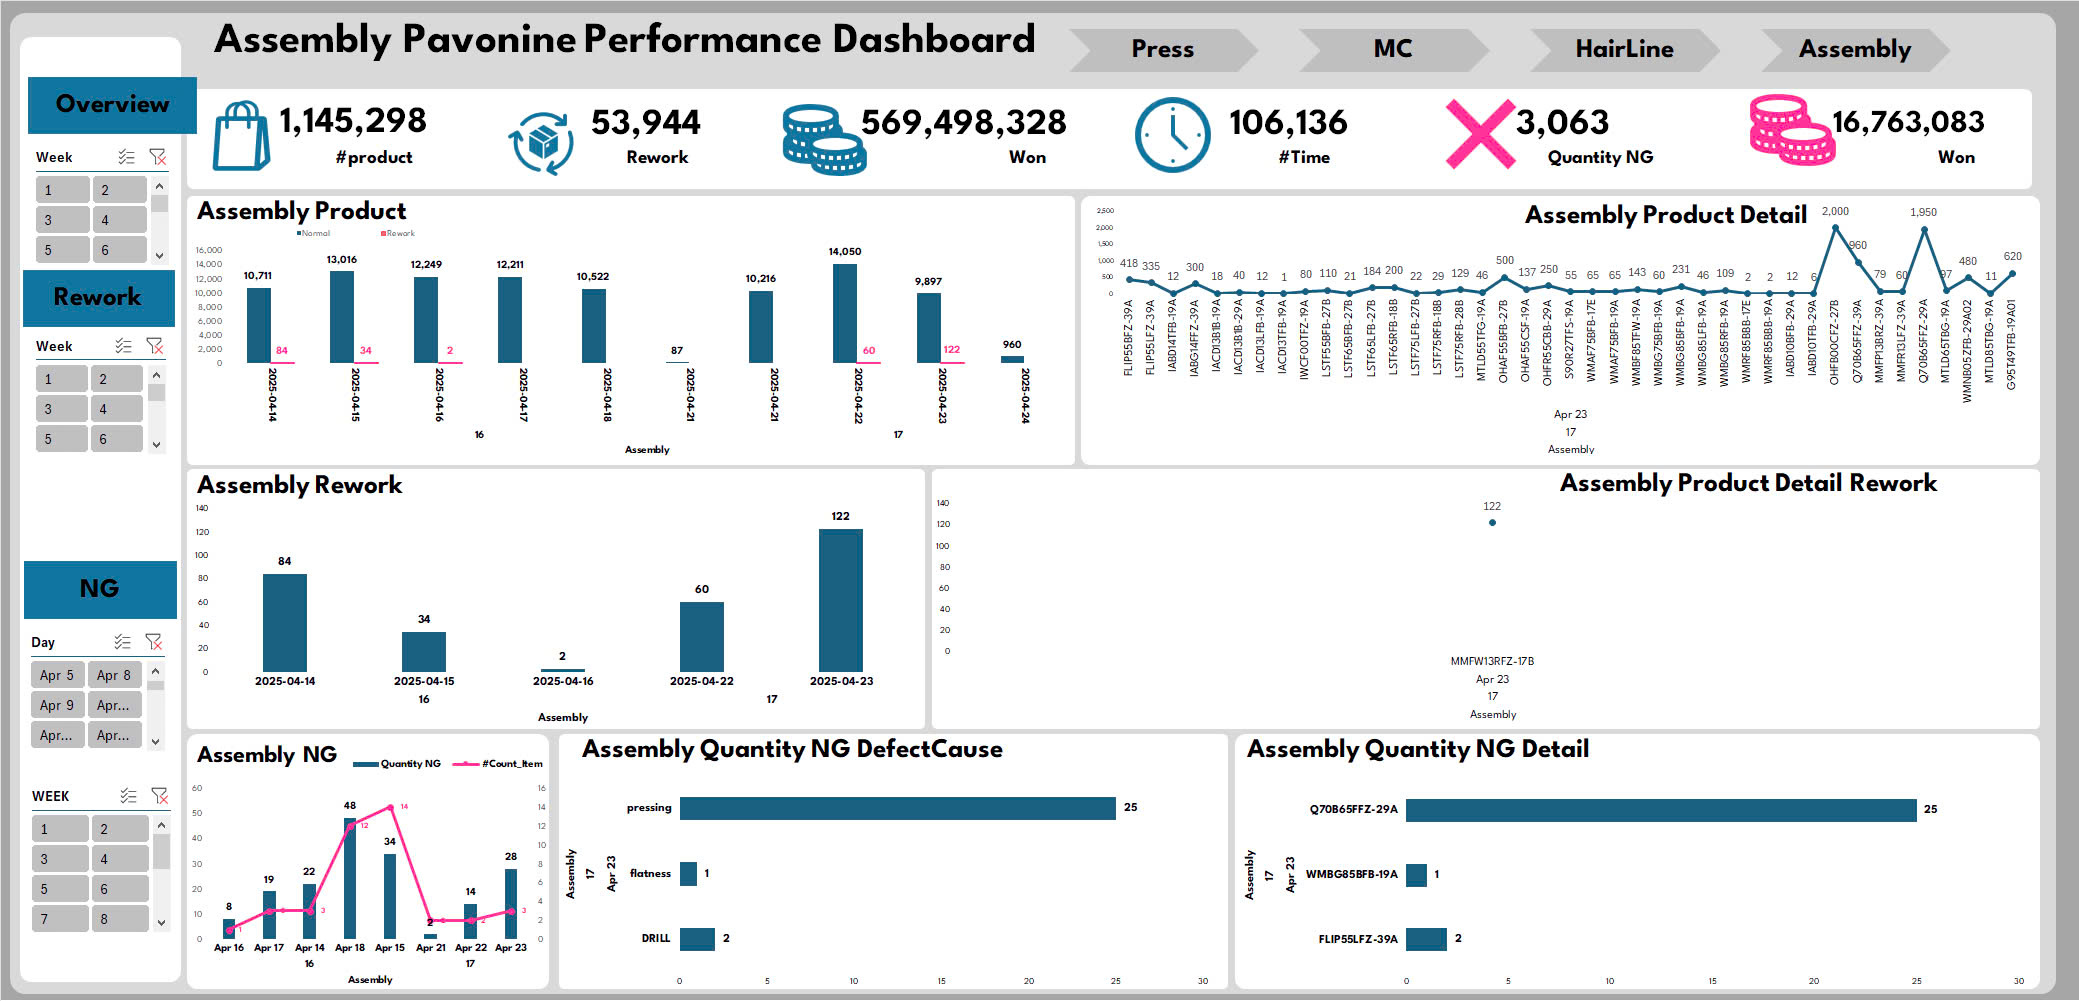 Assembly Pavonine Performance Dashboard
Press
MC
HairLine
Assembly
Overview
1,145,298
#product
53,944
Rework
569,498,328
Won
106,136
#Time
3,063
Quantity NG
16,763,083
Won
Week
1 2
3 4
5 6
Rework
Week
1 2
3 4
5 6
NG
Day
Apr 5 Apr 8
Apr 9 Apr...
Apr... Apr...
WEEK
1 2
3 4
5 6
7 8
Assembly Product
Normal Rework
16,000
14,000
12,000
10,000
8,000
6,000
4,000
2,000
0
10,711 84 13,016 34 12,249 2 12,211 10,522 87 10,216 14,050 60 9,897 122 960
2025-04-14 2025-04-15 2025-04-16 2025-04-17 2025-04-18 2025-04-21 2025-04-21 2025-04-22 2025-04-23 2025-04-24
16 17
Assembly
Assembly Product Detail
2,500
2,000
1,500
1,000
500
0
418 335 12 300 18 40 12 1 80 110 21 184 200 22 29 129 46 500 137 250 55 65 65 143 60 231 46 109 2 2 12 6 2,000 960 79 60 1,950 97 480 11 620
FLIP55BFZ-39A
FLIP55LFZ-39A
IABD14TFB-19A
IABG14FFZ-39A
IACD13B1B-19A
IACD13B1B-29A
IACD13LFB-19A
IACD13TFB-19A
IWCF00TFZ-19A
LSTF55BFB-27B
LSTF65BFB-27B
LSTF65LFB-27B
LSTF65RFB-18B
LSTF75LFB-27B
LSTF75RFB-18B
LSTF75RFB-28B
MTLD55TFG-19A
OHAF55BFB-27B
OHAF55CSF-19A
OHFR55CBB-29A
S90R27TFS-19A
WMAF75BFB-17E
WMAF75BFB-19A
WMBF85TFW-19A
WMBG75BFB-19A
WMBG85BFB-19A
WMBG85LFB-19A
WMBG85RFB-19A
WMRF85BBB-17E
WMRF85BBB-19A
IABD10BFB-29A
IABD10TFB-29A
OHFB00CFZ-27B
Q70B65FFZ-39A
MMFP13BRZ-39A
MMFR13LFZ-39A
Q70B65FFZ-29A
MTLD65TBG-19A
WMNB05ZFB-29A02
MTLD85TBG-19A
G95T49TFB-19A01
Apr 23
17
Assembly
Assembly Rework
140
120
100
80
60
40
20
0
84 34 2 60 122
2025-04-14 2025-04-15 2025-04-16 2025-04-22 2025-04-23
16 17
Assembly
Assembly Product Detail Rework
140
120
100
80
60
40
20
0
122
MMFW13RFZ-17B
Apr 23
17
Assembly
Assembly NG
Quantity NG #Count_Item
60
50
40
30
20
10
0
8 19 22 48 34 2 14 28
1 3 3 12 14 2 2 3
16
14
12
10
8
6
4
2
0
Apr 16 Apr 17 Apr 14 Apr 18 Apr 15 Apr 21 Apr 22 Apr 23
16 17
Assembly
Assembly Quantity NG DefectCause
Assembly
17
Apr 23
pressing 25
flatness 1
DRILL 2
0 5 10 15 20 25 30
Assembly Quantity NG Detail
Assembly
17
Apr 23
Q70B65FFZ-29A 25
WMBG85BFB-19A 1
FLIP55LFZ-39A 2
0 5 10 15 20 25 30